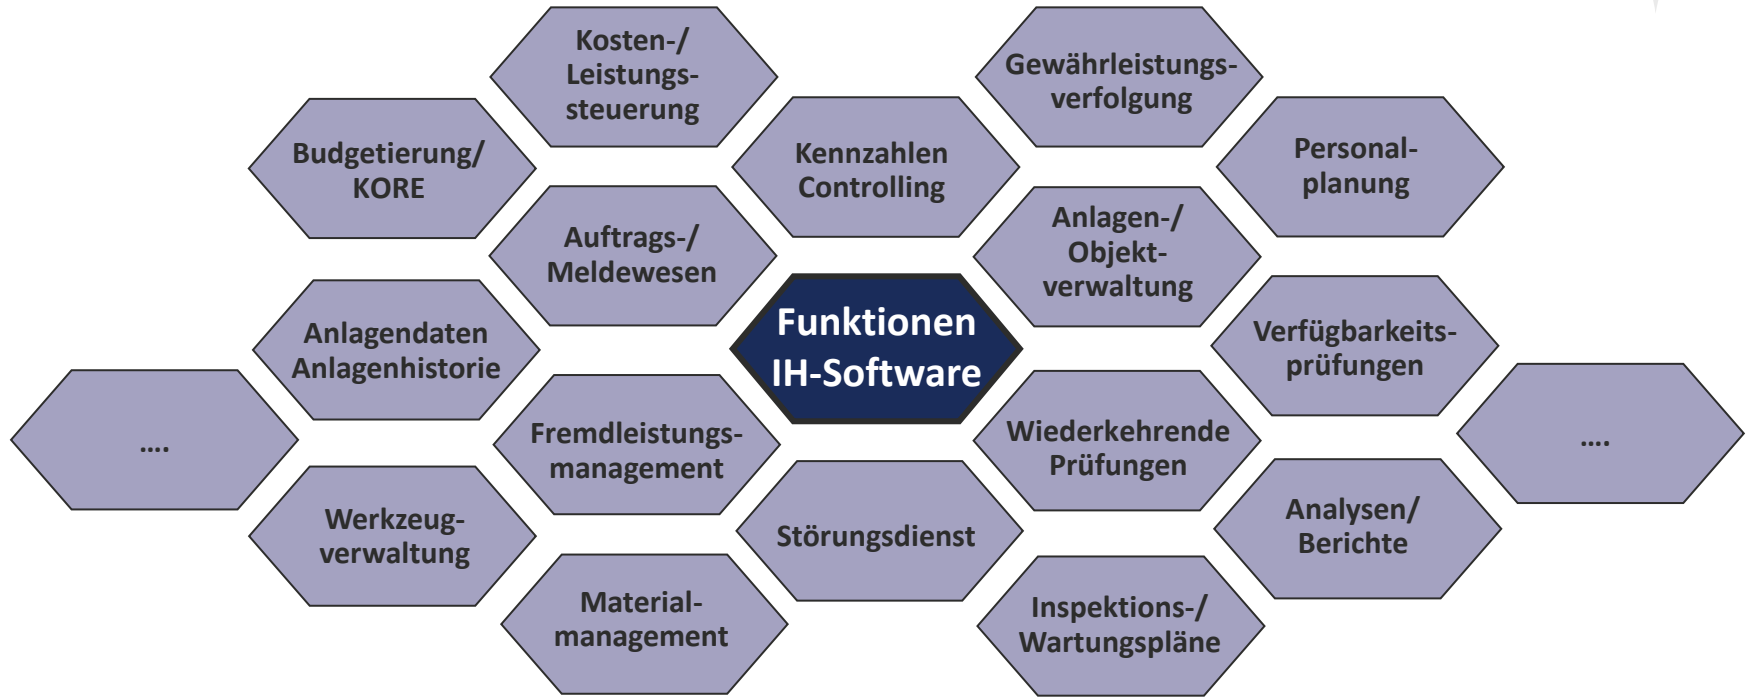 Kosten-/
Leistungs-
steuerung
Gewährleistungs-
verfolgung
Budgetierung/
KORE
Kennzahlen
Controlling
Personal-
planung
Auftrags-/
Meldewesen
Anlagen-/
Objekt-
verwaltung
Anlagendaten
Anlagenhistorie
Funktionen
IH-Software
Verfügbarkeits-
prüfungen
....
Fremdleistungs-
management
Wiederkehrende
Prüfungen
....
Werkzeug-
verwaltung
Störungsdienst
Analysen/
Berichte
Material-
management
Inspektions-/
Wartungspläne